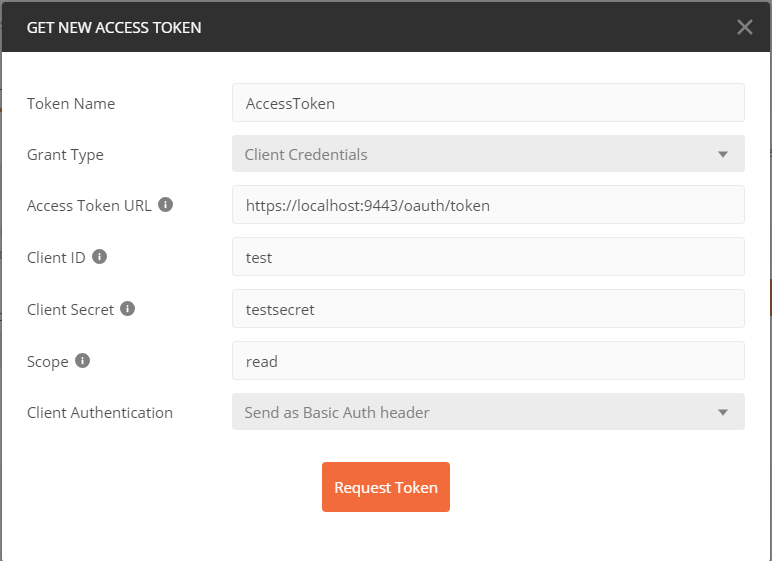 GET NEW ACCESS TOKEN
Token Name AccessToken
Grant Type Client Credentials
Access Token URL https://localhost:9443/oauth/token
Client ID test
Client Secret testsecret
Scope read
Client Authentication Send as Basic Auth header
Request Token